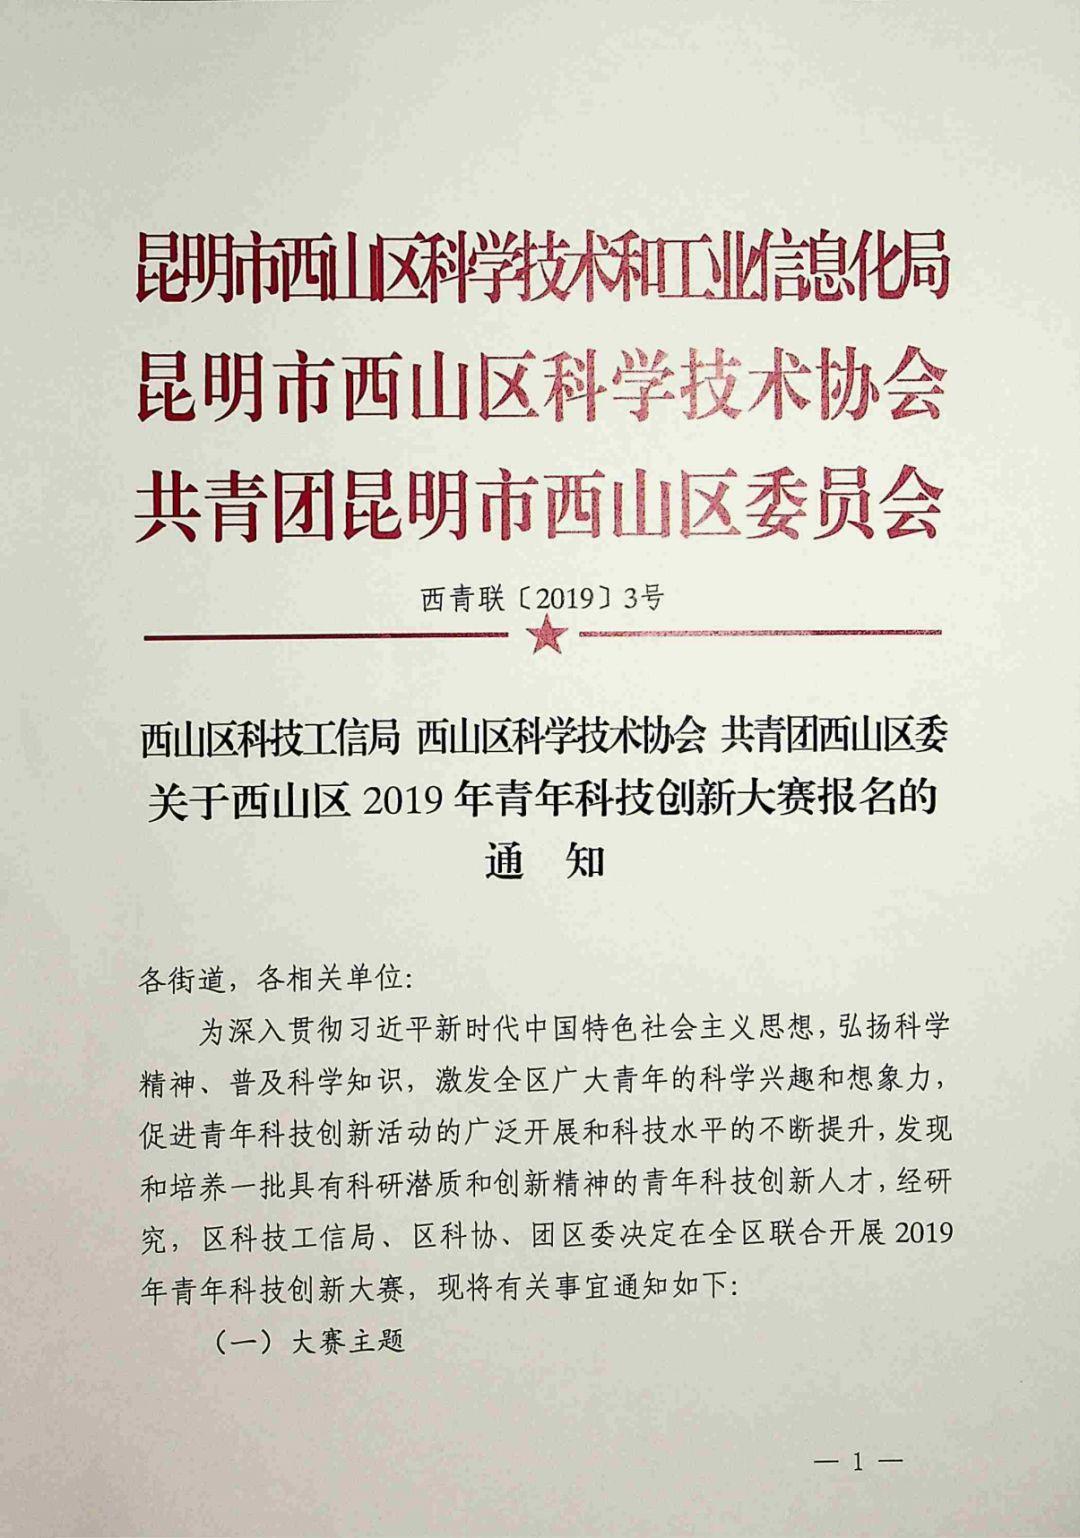 昆明市西山区科学技术和工业信息化局
昆明市西山区科学技术协会
共青团昆明市西山区委员会
西青联〔2019〕3号
西山区科技工信局 西山区科学技术协会 共青团西山区委
关于西山区 2019 年青年科技创新大赛报名的
通 知
各街道，各相关单位：
为深入贯彻习近平新时代中国特色社会主义思想，弘扬科学
精神、普及科学知识，激发全区广大青年的科学兴趣和想象力，
促进青年科技创新活动的广泛开展和科技水平的不断提升，发现
和培养一批具有科研潜质和创新精神的青年科技创新人才，经研
究，区科技工信局、区科协、团区委决定在全区联合开展 2019
年青年科技创新大赛，现将有关事宜通知如下：
（一）大赛主题
— 1 —